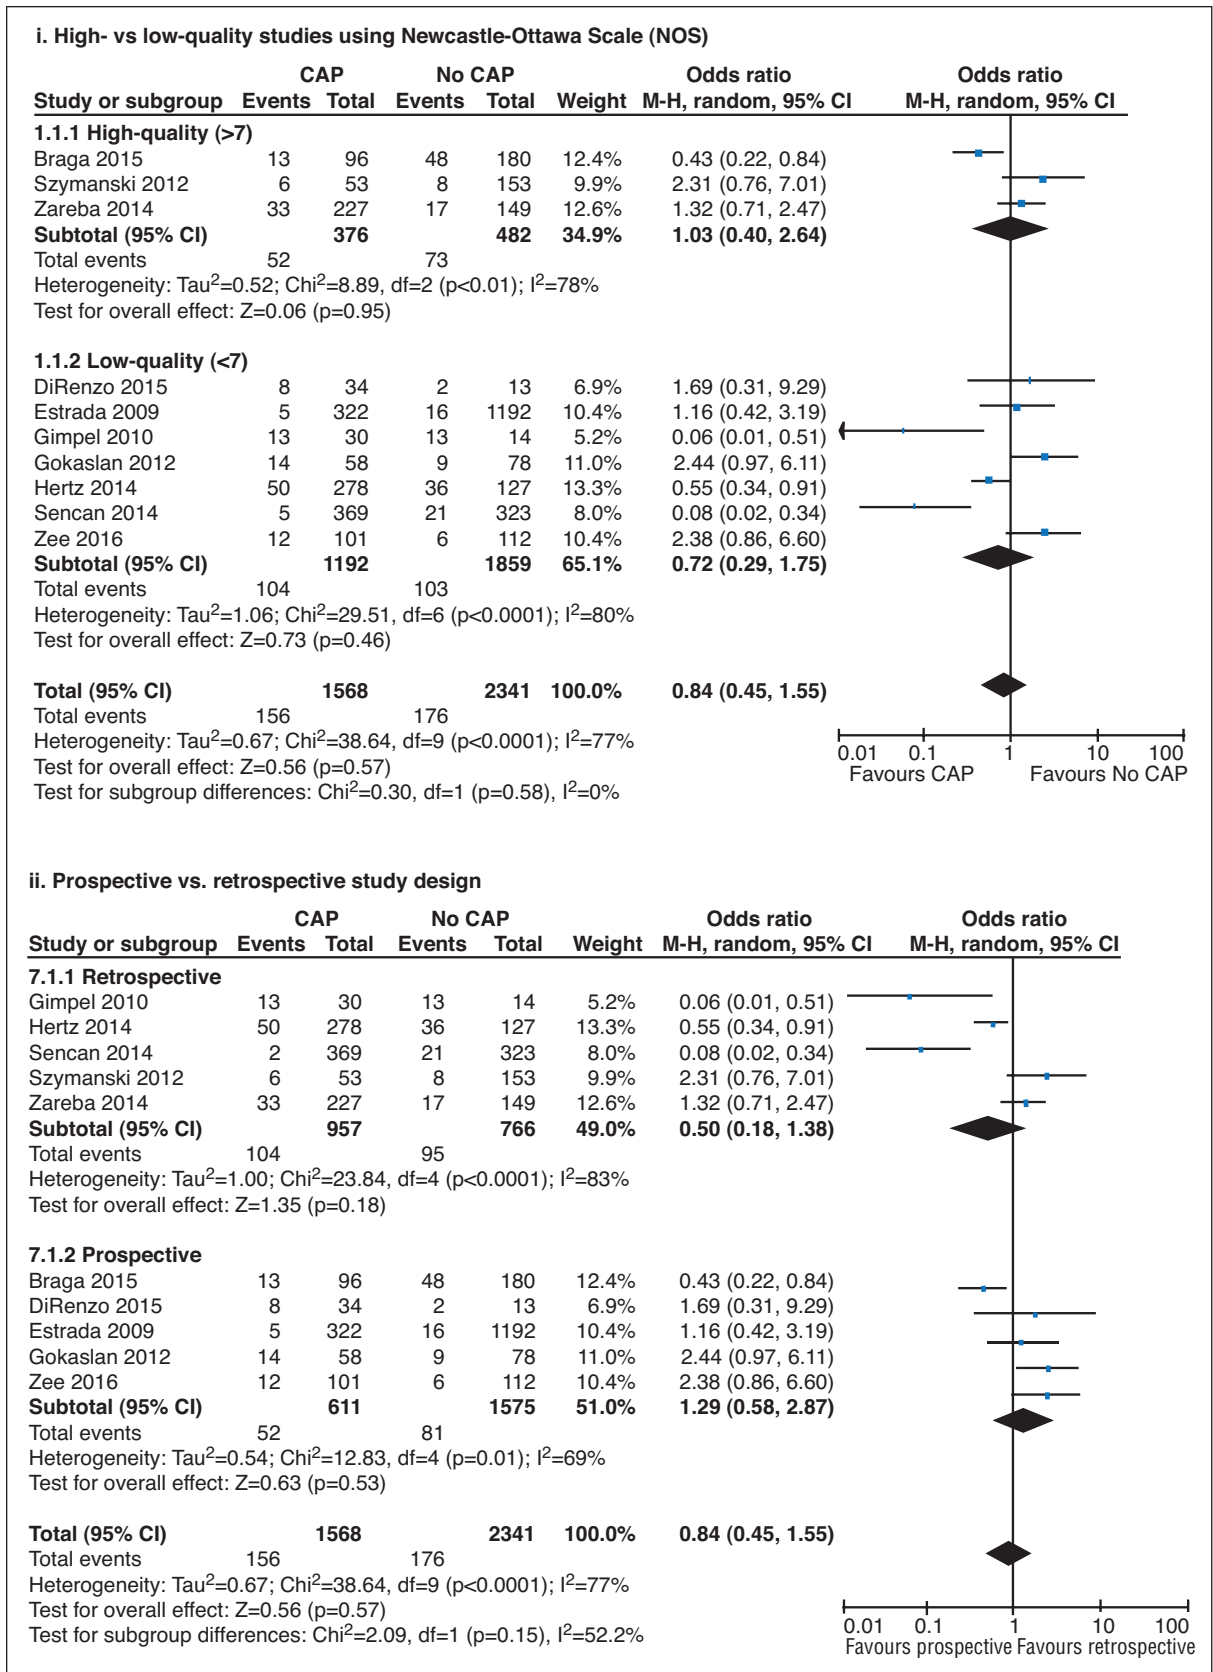 i. High- vs low-quality studies using Newcastle-Ottawa Scale (NOS)
CAP No CAP Odds ratio Odds ratio
Study or subgroup Events Total Events Total Weight M-H, random, 95% CI M-H, random, 95% CI
1.1.1 High-quality (>7)
Braga 2015 13 96 48 180 12.4% 0.43 (0.22, 0.84)
Szymanski 2012 6 53 8 153 9.9% 2.31 (0.76, 7.01)
Zareba 2014 33 227 17 149 12.6% 1.32 (0.71, 2.47)
Subtotal (95% CI) 376 482 34.9% 1.03 (0.40, 2.64)
Total events 52 73
Heterogeneity: Tau²=0.52; Chi²=8.89, df=2 (p<0.01); I²=78%
Test for overall effect: Z=0.06 (p=0.95)
1.1.2 Low-quality (<7)
DiRenzo 2015 8 34 2 13 6.9% 1.69 (0.31, 9.29)
Estrada 2009 5 322 16 1192 10.4% 1.16 (0.42, 3.19)
Gimpel 2010 13 30 13 14 5.2% 0.06 (0.01, 0.51)
Gokaslan 2012 14 58 9 78 11.0% 2.44 (0.97, 6.11)
Hertz 2014 50 278 36 127 13.3% 0.55 (0.34, 0.91)
Sencan 2014 5 369 21 323 8.0% 0.08 (0.02, 0.34)
Zee 2016 12 101 6 112 10.4% 2.38 (0.86, 6.60)
Subtotal (95% CI) 1192 1859 65.1% 0.72 (0.29, 1.75)
Total events 104 103
Heterogeneity: Tau²=1.06; Chi²=29.51, df=6 (p<0.0001); I²=80%
Test for overall effect: Z=0.73 (p=0.46)
Total (95% CI) 1568 2341 100.0% 0.84 (0.45, 1.55)
Total events 156 176
Heterogeneity: Tau²=0.67; Chi²=38.64, df=9 (p<0.0001); I²=77%
Test for overall effect: Z=0.56 (p=0.57)
Test for subgroup differences: Chi²=0.30, df=1 (p=0.58), I²=0%
0.01 0.1 1 10 100
Favours CAP Favours No CAP
ii. Prospective vs. retrospective study design
CAP No CAP Odds ratio Odds ratio
Study or subgroup Events Total Events Total Weight M-H, random, 95% CI M-H, random, 95% CI
7.1.1 Retrospective
Gimpel 2010 13 30 13 14 5.2% 0.06 (0.01, 0.51)
Hertz 2014 50 278 36 127 13.3% 0.55 (0.34, 0.91)
Sencan 2014 2 369 21 323 8.0% 0.08 (0.02, 0.34)
Szymanski 2012 6 53 8 153 9.9% 2.31 (0.76, 7.01)
Zareba 2014 33 227 17 149 12.6% 1.32 (0.71, 2.47)
Subtotal (95% CI) 957 766 49.0% 0.50 (0.18, 1.38)
Total events 104 95
Heterogeneity: Tau²=1.00; Chi²=23.84, df=4 (p<0.0001); I²=83%
Test for overall effect: Z=1.35 (p=0.18)
7.1.2 Prospective
Braga 2015 13 96 48 180 12.4% 0.43 (0.22, 0.84)
DiRenzo 2015 8 34 2 13 6.9% 1.69 (0.31, 9.29)
Estrada 2009 5 322 16 1192 10.4% 1.16 (0.42, 3.19)
Gokaslan 2012 14 58 9 78 11.0% 2.44 (0.97, 6.11)
Zee 2016 12 101 6 112 10.4% 2.38 (0.86, 6.60)
Subtotal (95% CI) 611 1575 51.0% 1.29 (0.58, 2.87)
Total events 52 81
Heterogeneity: Tau²=0.54; Chi²=12.83, df=4 (p=0.01); I²=69%
Test for overall effect: Z=0.63 (p=0.53)
Total (95% CI) 1568 2341 100.0% 0.84 (0.45, 1.55)
Total events 156 176
Heterogeneity: Tau²=0.67; Chi²=38.64, df=9 (p<0.0001); I²=77%
Test for overall effect: Z=0.56 (p=0.57)
Test for subgroup differences: Chi²=2.09, df=1 (p=0.15), I²=52.2%
0.01 0.1 1 10 100
Favours prospective Favours retrospective